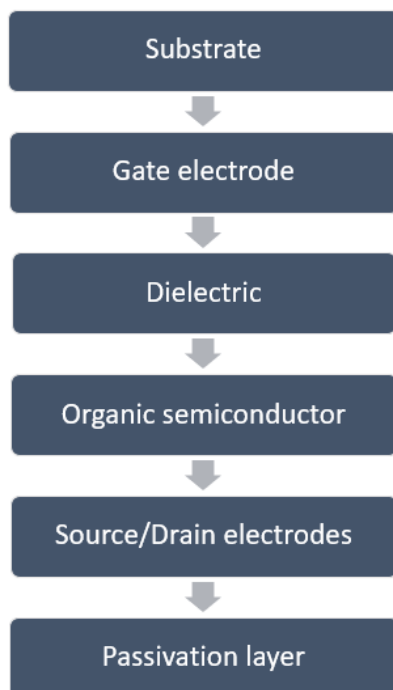 Substrate
Gate electrode
Dielectric
Organic semiconductor
Source/Drain electrodes
Passivation layer